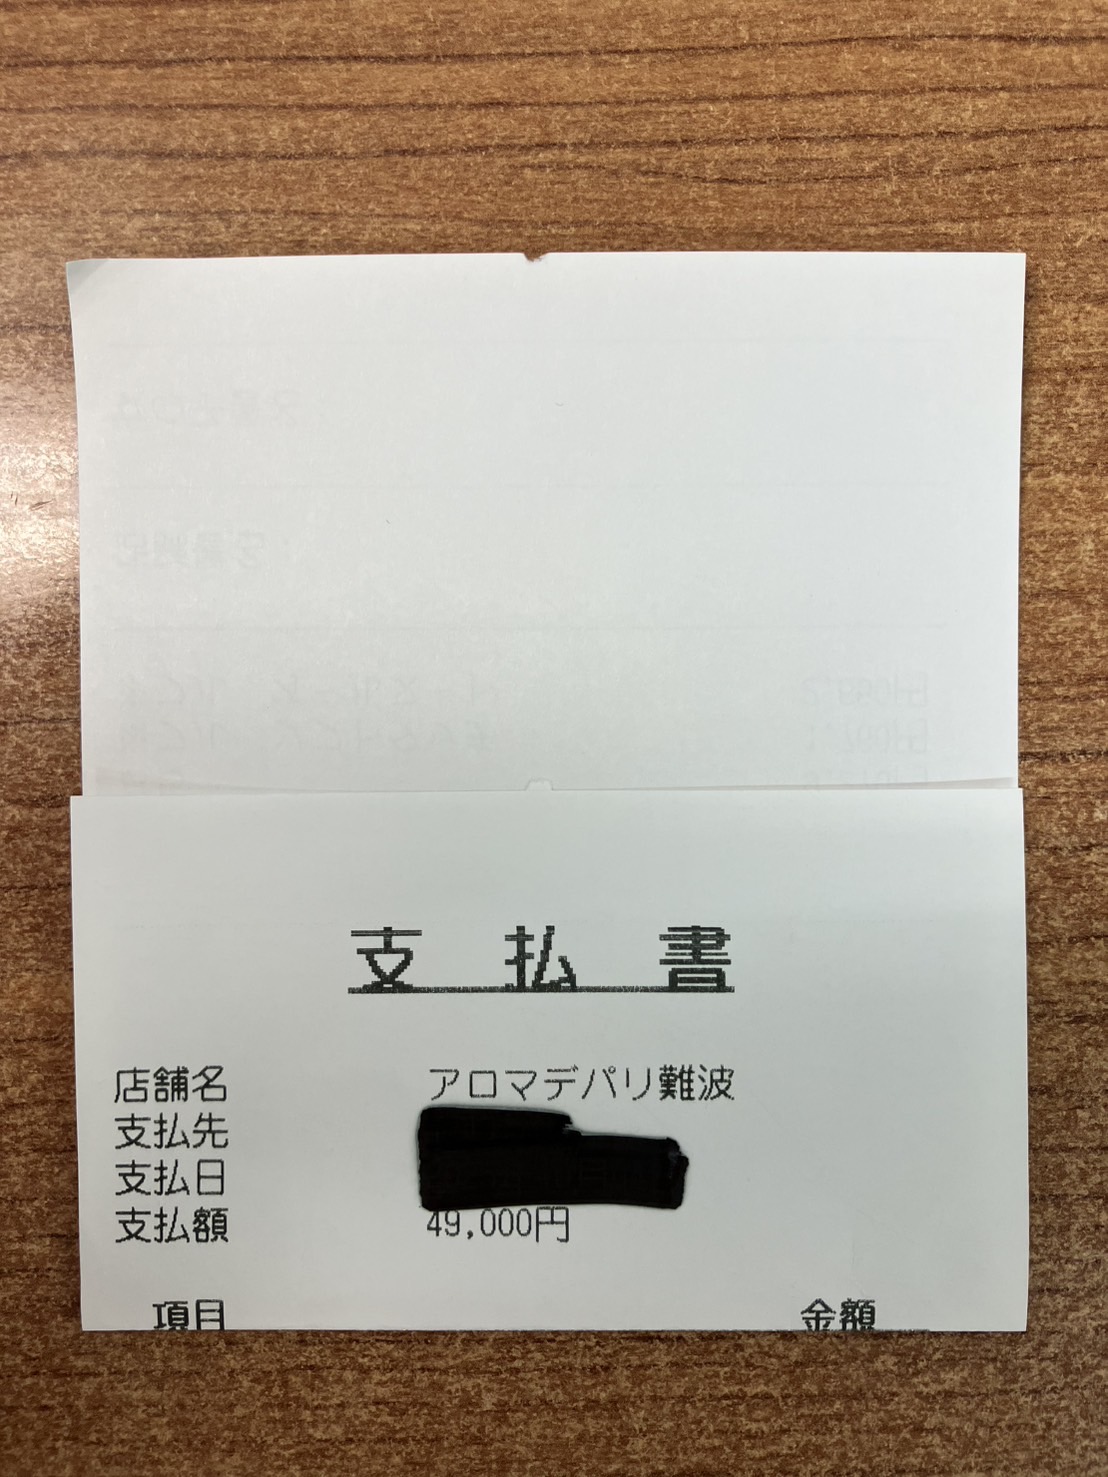 支払書
店舗名 アロマデパリ難波
支払先
支払日
支払額 49,000円
項目 金額